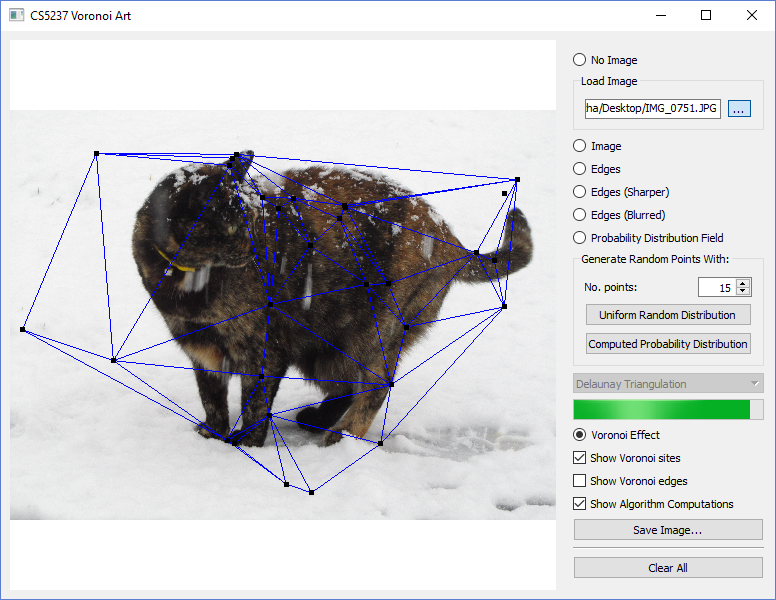 CS5237 Voronoi Art
No Image
Load Image
ha/Desktop/IMG_0751.JPG
...
Image
Edges
Edges (Sharper)
Edges (Blurred)
Probability Distribution Field
Generate Random Points With:
No. points:
15
Uniform Random Distribution
Computed Probability Distribution
Delaunay Triangulation
Voronoi Effect
Show Voronoi sites
Show Voronoi edges
Show Algorithm Computations
Save Image...
Clear All